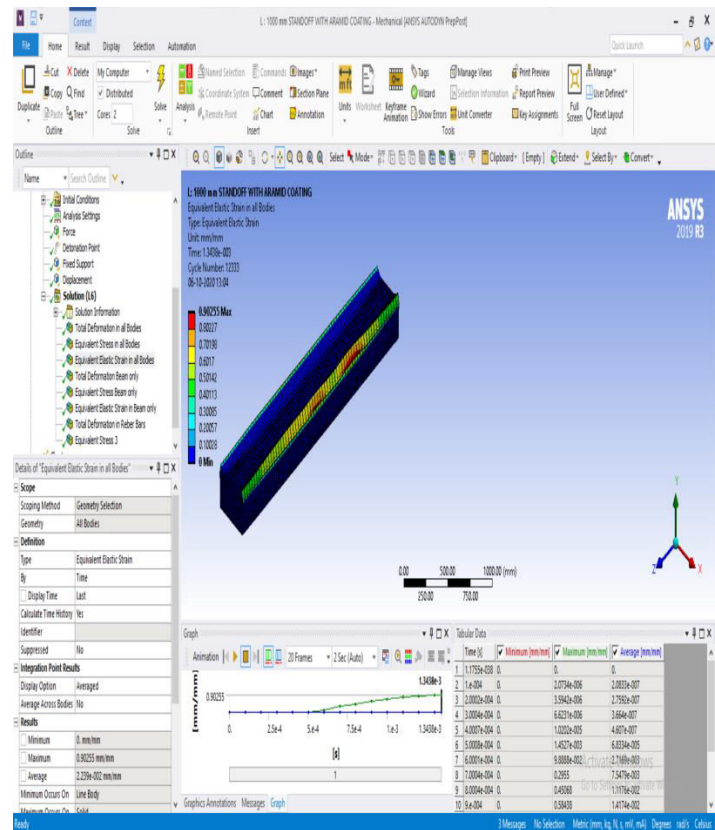 Context
L: 1000 mm STANDOFF WITH ARAMID COATING - Mechanical [ANSYS AUTODYN PrepPost]
File Home Result Display Selection Automation
Quick Launch
Duplicate
Cut Delete My Computer
Copy Find Distributed
Paste Tree Cores 2
Outline
Solve
Solve
Analysis
Named Selection Commands Images
Coordinate System Comment Section Plane
Remote Point Chart Annotation
Insert
Units Worksheet Keyframe Animation
Tags Manage Views Print Preview
Wizard Selection Information Report Preview
Show Errors Unit Converter Key Assignments
Tools
Full Screen
Manage
User Defined
Reset Layout
Layout
Outline
Name Search Outline
Initial Conditions
Analysis Settings
Force
Detonation Point
Fixed Support
Displacement
Solution (L6)
Solution Information
Total Deformation in all Bodies
Equivalent Stress in all Bodies
Equivalent Elastic Strain in all Bodies
Total Deformation Beam only
Equivalent Stress Beam only
Equivalent Elastic Strain in Beam only
Total Deformation in Reber Bars
Equivalent Stress 3
Select Mode Clipboard [Empty] Extend Select By Convert
L: 1000 mm STANDOFF WITH ARAMID COATING
Equivalent Elastic Strain in all Bodies
Type: Equivalent Elastic Strain
Unit: mm/mm
Time: 1.3438e-003
Cycle Number: 12333
06-10-2020 13:04
0.90255 Max
0.80227
0.70198
0.6017
0.50142
0.40113
0.30085
0.20057
0.10028
0 Min
ANSYS
2019 R3
0.00 500.00 1000.00 (mm)
250.00 750.00
Y
Z X
Details of "Equivalent Elastic Strain in all Bodies"
Scope
Scoping Method Geometry Selection
Geometry All Bodies
Definition
Type Equivalent Elastic Strain
By Time
Display Time Last
Calculate Time History Yes
Identifier
Suppressed No
Integration Point Results
Display Option Averaged
Average Across Bodies No
Results
Minimum 0. mm/mm
Maximum 0.90255 mm/mm
Average 2.239e-002 mm/mm
Minimum Occurs On Line Body
Maximum Occurs On Solid
Graph
Animation 20 Frames 2 Sec (Auto)
1.3438e-3
0.90255
[mm/mm]
0. 2.5e-4 5.e-4 7.5e-4 1.e-3 1.3438e-3
[s]
1
Graphics Annotations Messages Graph
Tabular Data
Time [s] Minimum [mm/mm] Maximum [mm/mm] Average [mm/mm]
1 1.1755e-038 0. 0. 0.
2 1.e-004 0. 2.0734e-006 2.0833e-007
3 2.0002e-004 0. 3.5942e-006 2.7592e-007
4 3.0004e-004 0. 6.6231e-006 3.664e-007
5 4.0007e-004 0. 1.0202e-005 4.607e-007
6 5.0008e-004 0. 1.4527e-003 6.8334e-005
7 6.0001e-004 0. 9.8888e-002
8 7.0004e-004 0. 0.2955 7.5479e-003
9 8.0004e-004 0. 0.45068 1.1176e-002
10 9.e-004 0. 0.58438 1.4174e-002
Ready
3 Messages No Selection Metric (mm, kg, N, s, mV, mA) Degrees rad/s Celsius